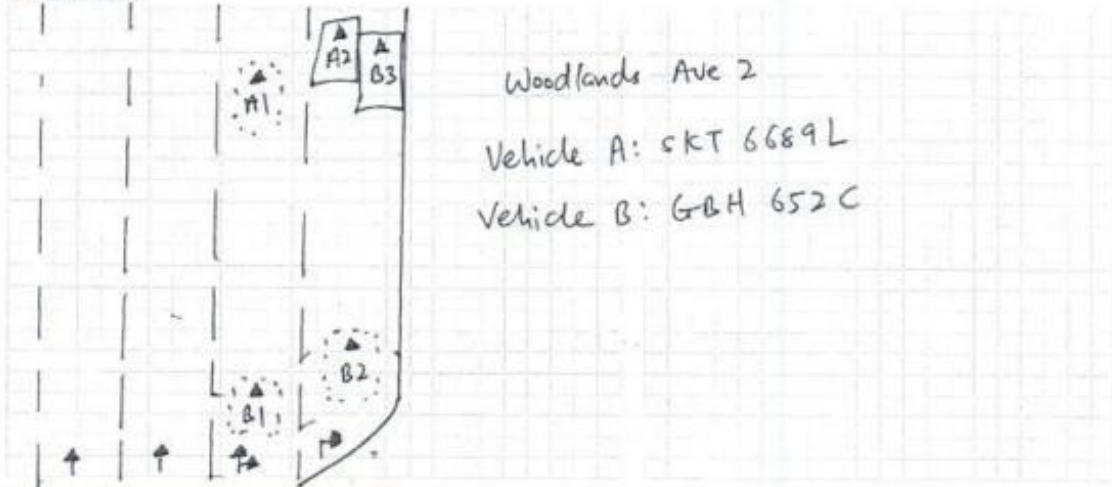 A2
B3
A1
Woodlands Ave 2
Vehicle A: SKT 6689L
Vehicle B: GBH 652C
B2
B1